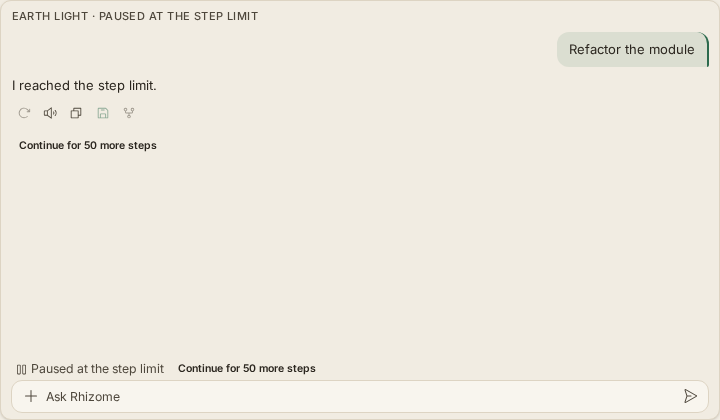 EARTH LIGHT · PAUSED AT THE STEP LIMIT
Refactor the module
I reached the step limit.
Continue for 50 more steps
Paused at the step limit Continue for 50 more steps
Ask Rhizome